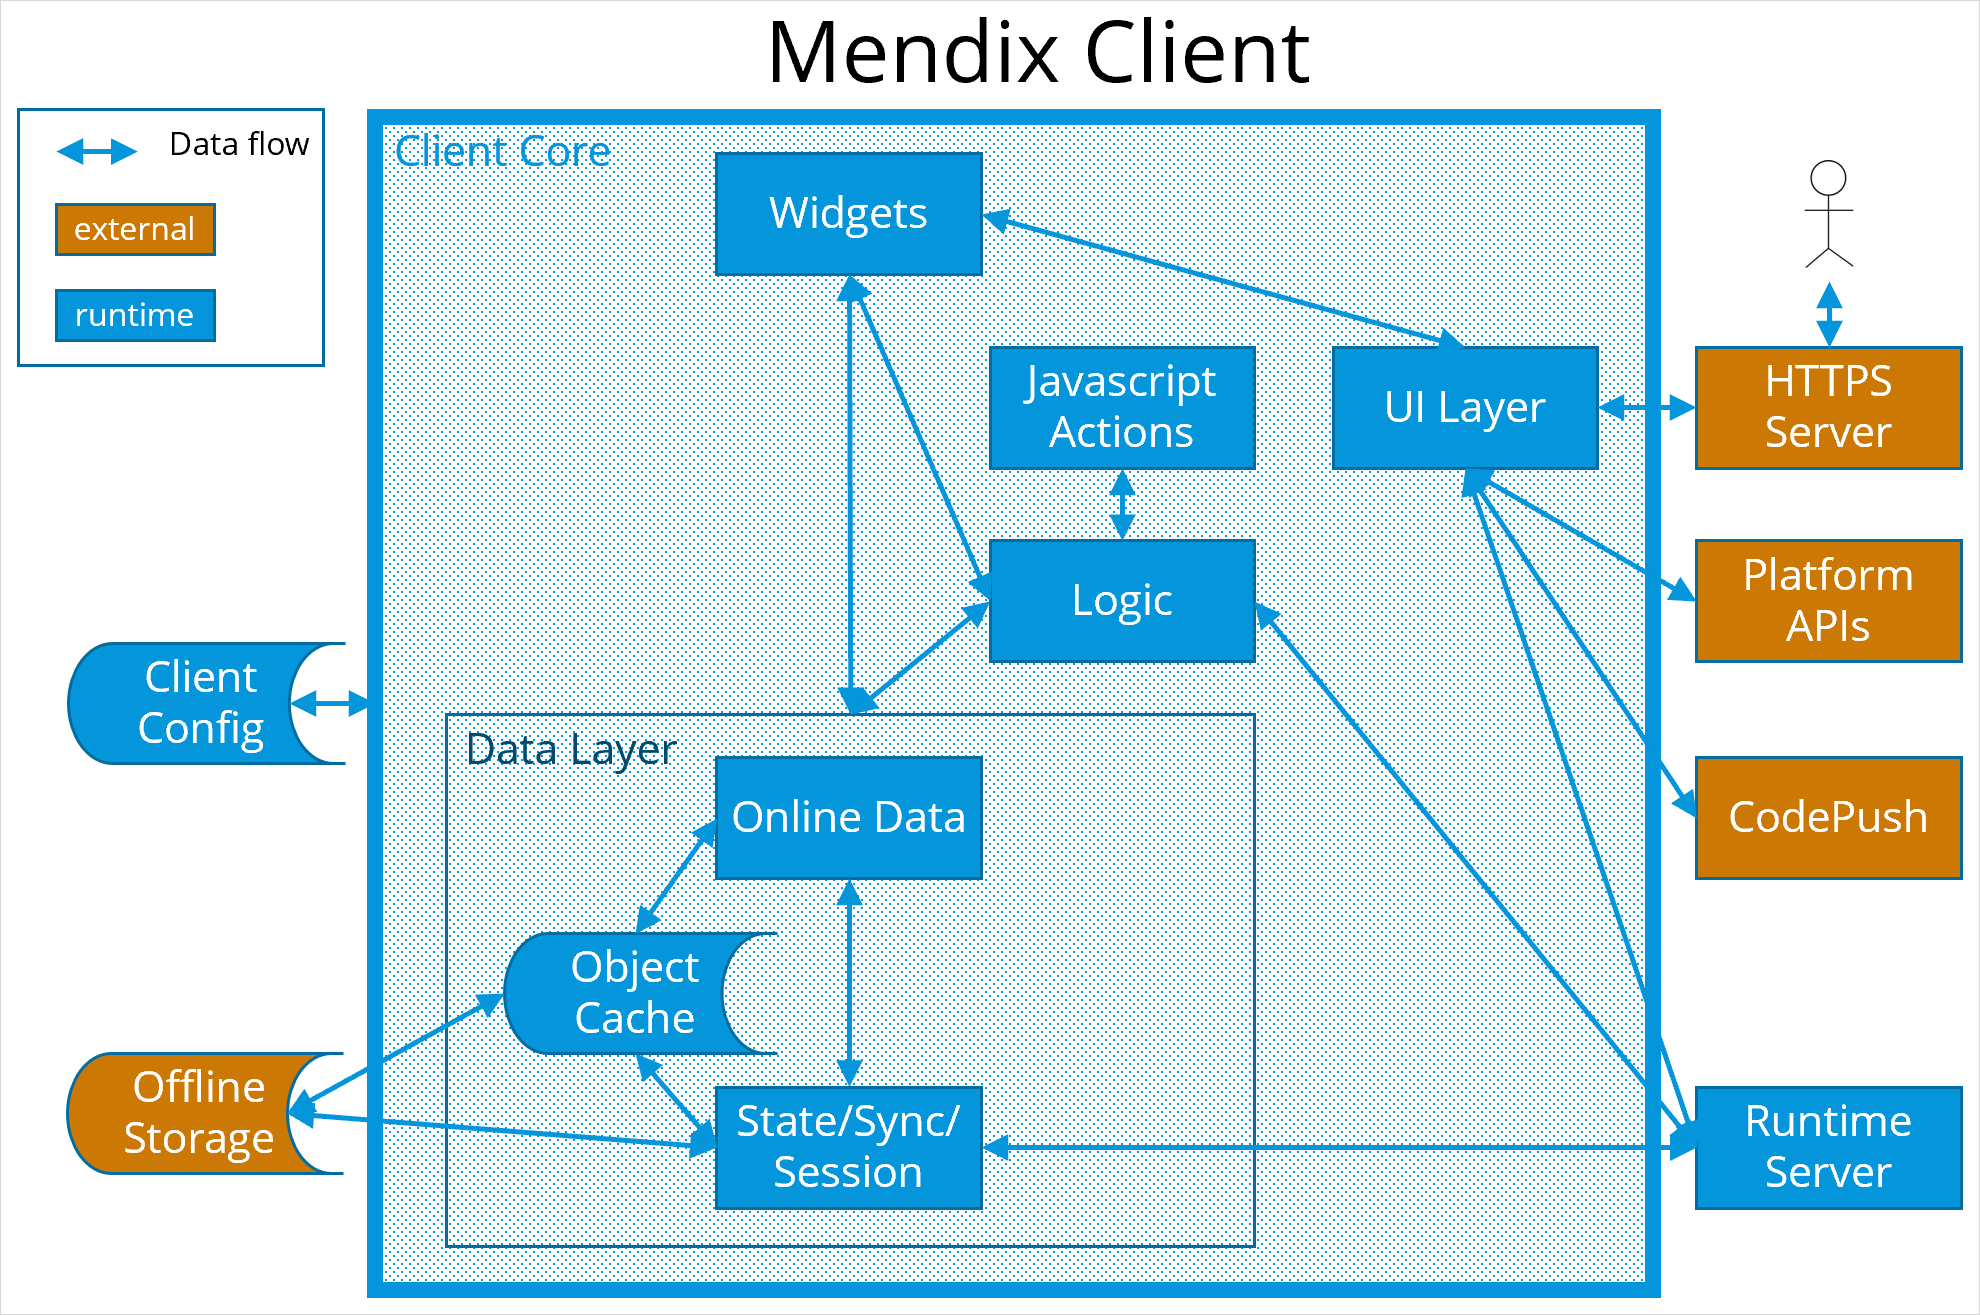 Mendix Client
Data flow
external
runtime
Client Core
Widgets
Javascript
Actions
UI Layer
HTTPS
Server
Logic
Platform
APIs
Client
Config
Data Layer
Online Data
CodePush
Object
Cache
Offline
Storage
State/Sync/
Session
Runtime
Server